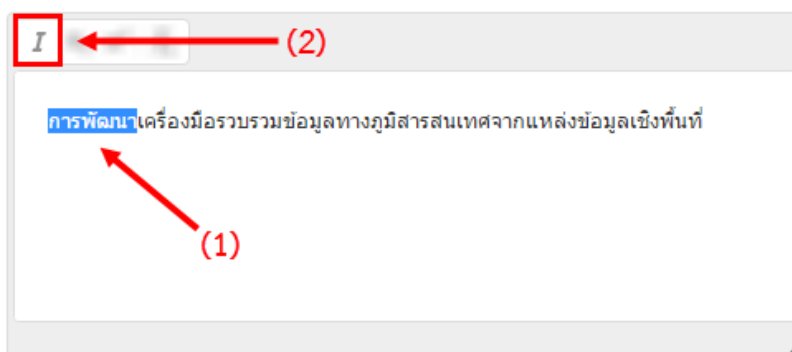 I (2)
การพัฒนาเครื่องมือรวบรวมข้อมูลทางภูมิสารสนเทศจากแหล่งข้อมูลเชิงพื้นที่
(1)